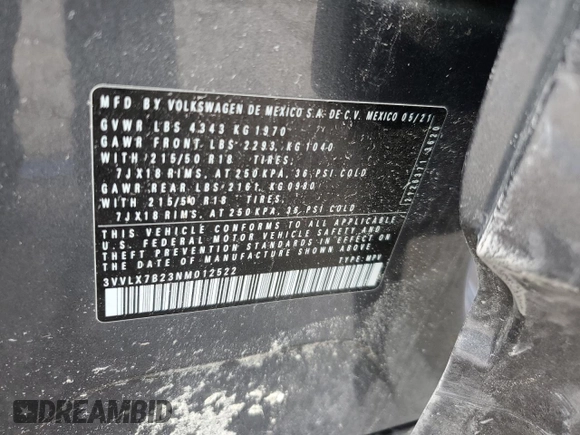 MFD BY VOLKSWAGEN DE MEXICO S.A. DE C.V. MEXICO 05/21
GVWR LBS 4343 KG 1970
GAWR FRONT LBS 2293 KG 1040
WITH 215/50 R18 TIRES.
7JX18 RIMS, AT 250 KPA, 36 PSI COLD
GAWR REAR LBS 2161 KG 0980
WITH 215/50 R18 TIRES.
7JX18 RIMS, AT 250 KPA, 36 PSI COLD
THIS VEHICLE CONFORMS TO ALL APPLICABLE
U.S. FEDERAL MOTOR VEHICLE SAFETY AND
THEFT PREVENTION STANDARDS IN EFFECT ON
THE DATE OF MANUFACTURE SHOWN ABOVE
3VVLX7B23NM012522 TYPE: MPV
DREAMBID